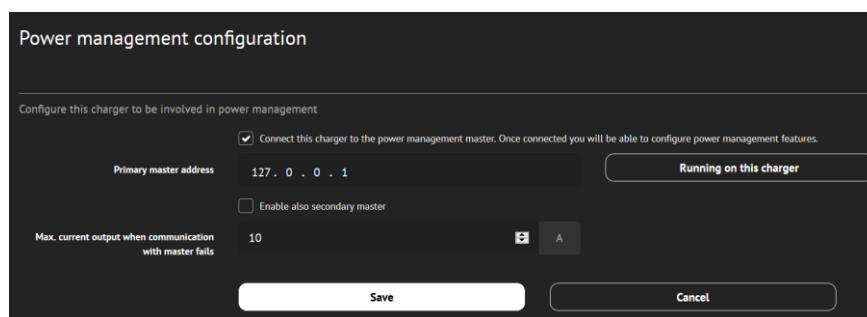 Power management configuration
Configure this charger to be involved in power management
Connect this charger to the power management master. Once connected you will be able to configure power management features.
Primary master address
127. 0 . 0 . 1
Running on this charger
Enable also secondary master
Max. current output when communication
with master fails
10
A
Save
Cancel